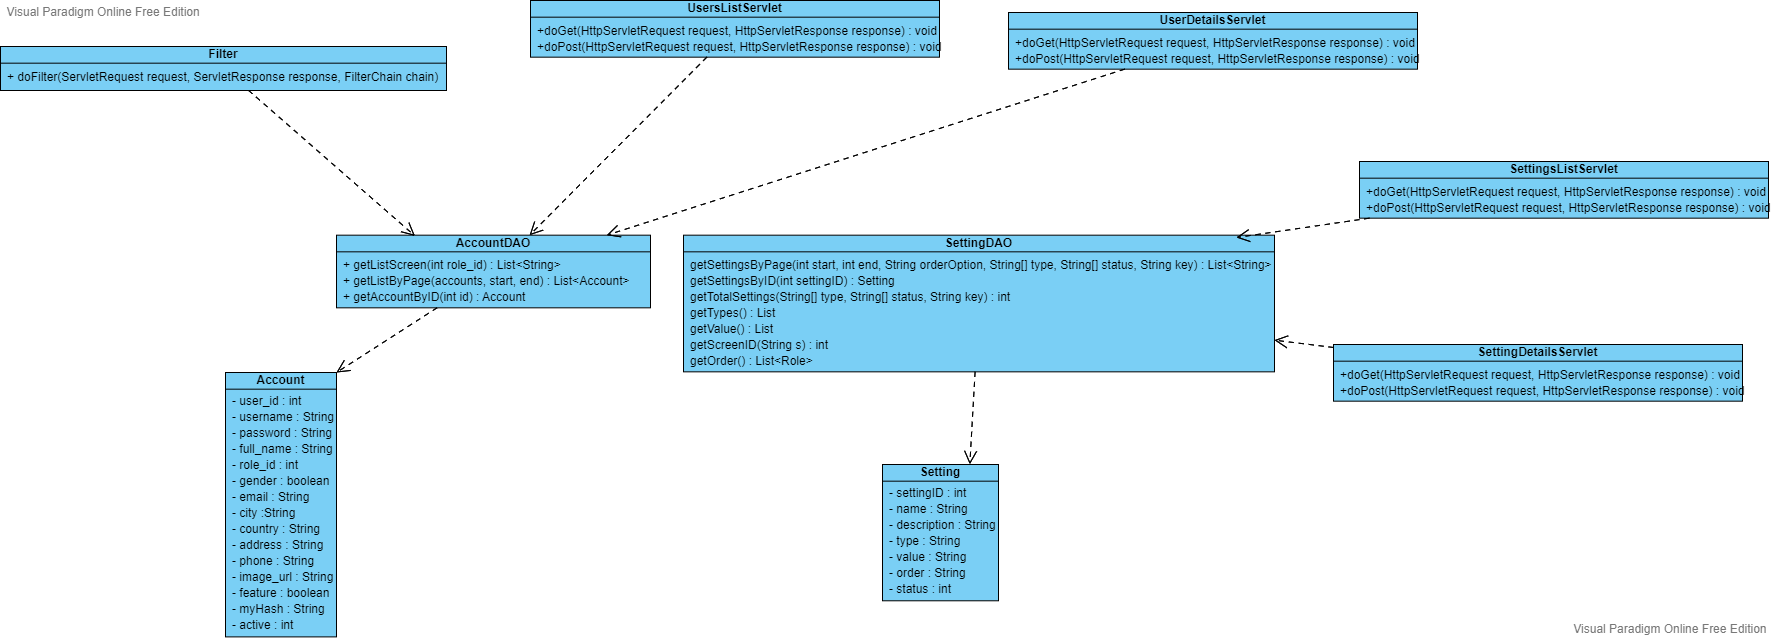 Visual Paradigm Online Free Edition
UsersListServlet
+doGet(HttpServletRequest request, HttpServletResponse response) : void
+doPost(HttpServletRequest request, HttpServletResponse response) : void
UserDetailsServlet
+doGet(HttpServletRequest request, HttpServletResponse response) : void
+doPost(HttpServletRequest request, HttpServletResponse response) : void
Filter
+ doFilter(ServletRequest request, ServletResponse response, FilterChain chain)
SettingsListServlet
+doGet(HttpServletRequest request, HttpServletResponse response) : void
+doPost(HttpServletRequest request, HttpServletResponse response) : void
AccountDAO
+ getListScreen(int role_id) : List<String>
+ getListByPage(accounts, start, end) : List<Account>
+ getAccountByID(int id) : Account
SettingDAO
getSettingsByPage(int start, int end, String orderOption, String[] type, String[] status, String key) : List<String>
getSettingsByID(int settingID) : Setting
getTotalSettings(String[] type, String[] status, String key) : int
getTypes() : List
getValue() : List
getScreenID(String s) : int
getOrder() : List<Role>
SettingDetailsServlet
+doGet(HttpServletRequest request, HttpServletResponse response) : void
+doPost(HttpServletRequest request, HttpServletResponse response) : void
Account
- user_id : int
- username : String
- password : String
- full_name : String
- role_id : int
- gender : boolean
- email : String
- city :String
- country : String
- address : String
- phone : String
- image_url : String
- feature : boolean
- myHash : String
- active : int
Setting
- settingID : int
- name : String
- description : String
- type : String
- value : String
- order : String
- status : int
Visual Paradigm Online Free Edition